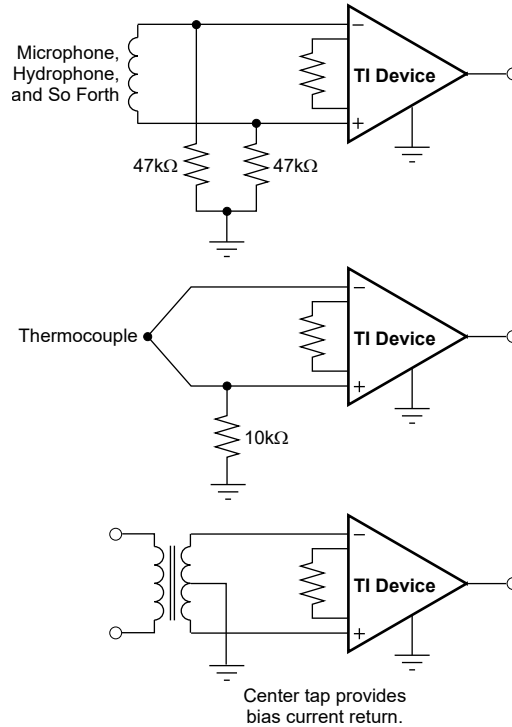 Microphone,
Hydrophone,
and So Forth
−
TI Device
+
47kΩ
47kΩ
Thermocouple
−
TI Device
+
10kΩ
−
TI Device
+
Center tap provides
bias current return.